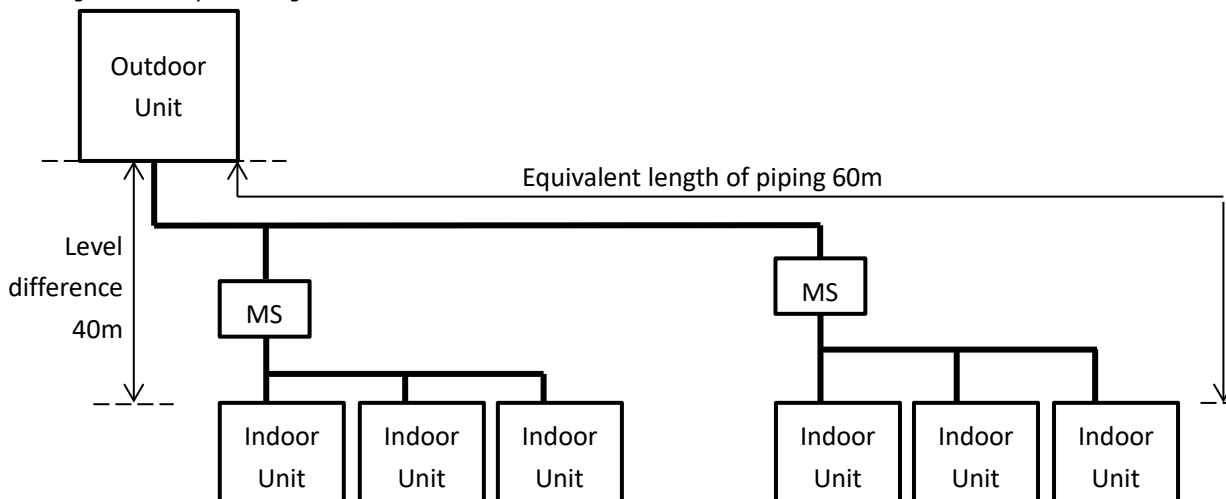 Outdoor
Unit
Equivalent length of piping 60m
Level
difference
40m
MS
MS
Indoor
Unit
Indoor
Unit
Indoor
Unit
Indoor
Unit
Indoor
Unit
Indoor
Unit